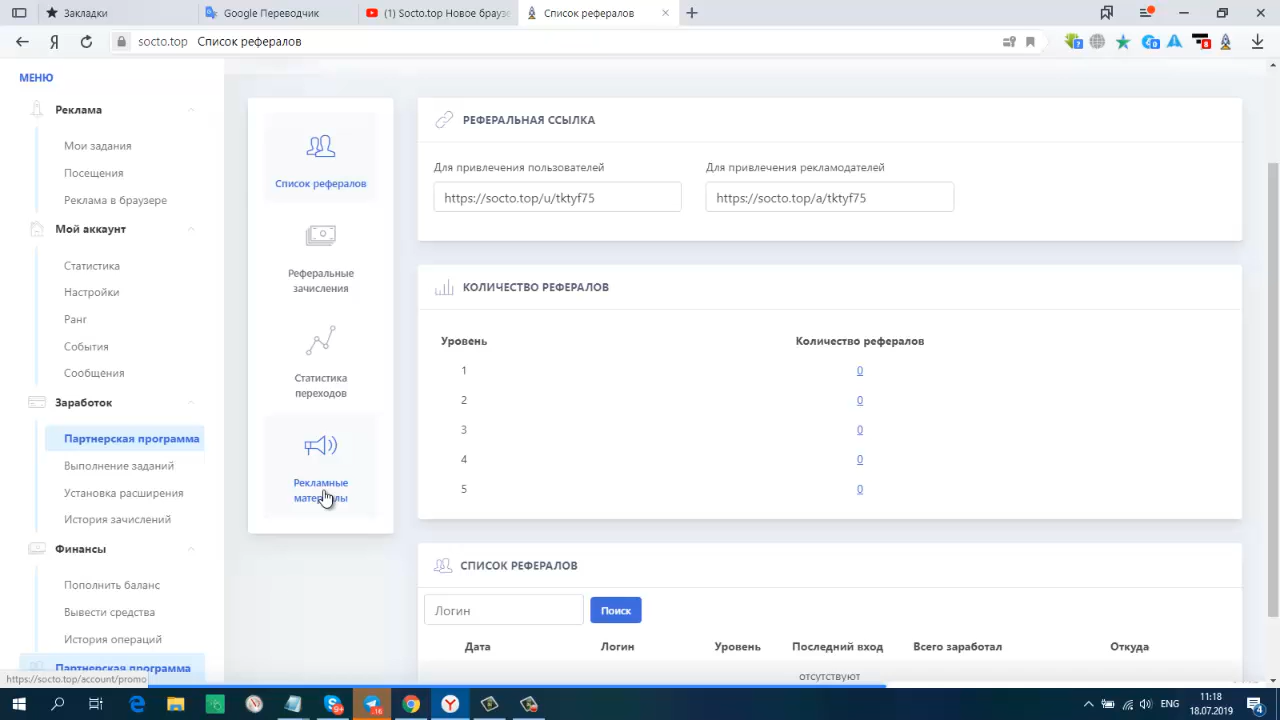 Закладки
Google Переводчик
(1) Socto.top Новое брауз
Список рефералов
socto.top Список рефералов
МЕНЮ
Реклама
Мои задания
Посещения
Реклама в браузере
Мой аккаунт
Статистика
Настройки
Ранг
События
Сообщения
Заработок
Партнерская программа
Выполнение заданий
Установка расширения
История зачислений
Финансы
Пополнить баланс
Вывести средства
История операций
Партнерская программа
https://socto.top/account/promo
Список рефералов
Реферальные
зачисления
Статистика
переходов
Рекламные
материалы
РЕФЕРАЛЬНАЯ ССЫЛКА
Для привлечения пользователей
Для привлечения рекламодателей
https://socto.top/u/tktyf75
https://socto.top/a/tktyf75
КОЛИЧЕСТВО РЕФЕРАЛОВ
Уровень Количество рефералов
1 0
2 0
3 0
4 0
5 0
СПИСОК РЕФЕРАЛОВ
Логин Поиск
Дата Логин Уровень Последний вход Всего заработал Откуда
отсутствуют
ENG
11:18
18.07.2019